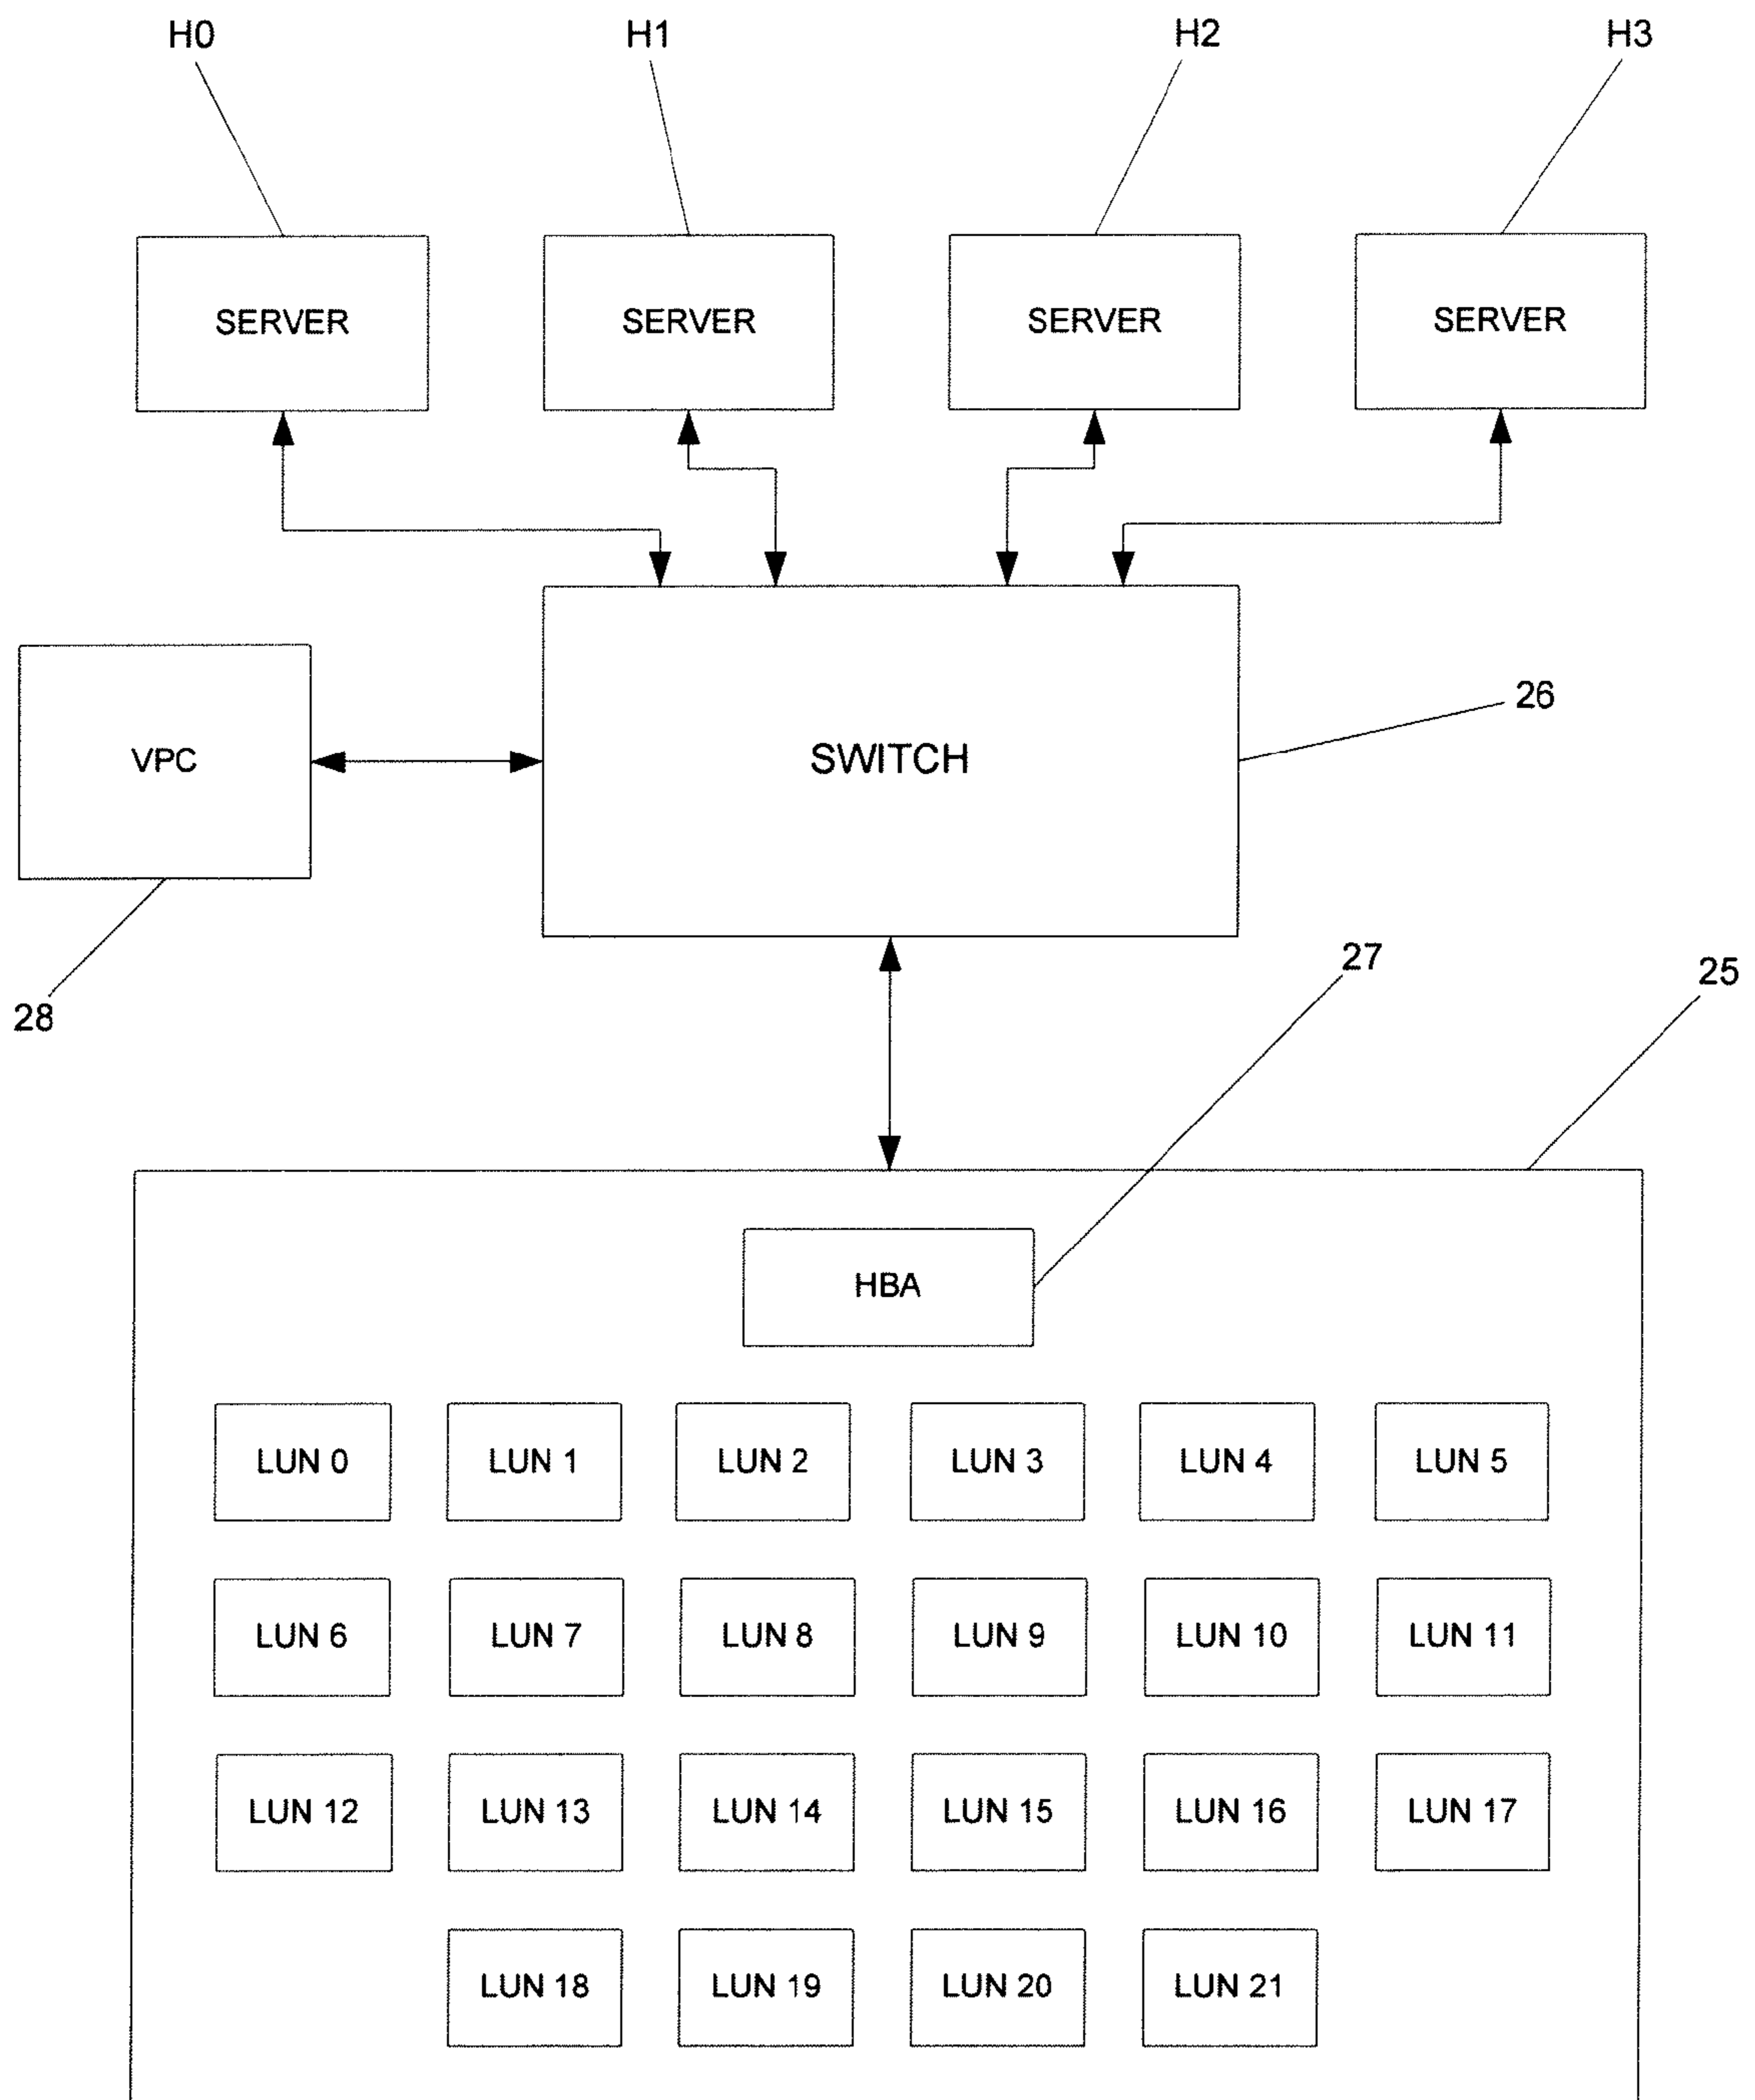 H0 H1 H2 H3
SERVER SERVER SERVER SERVER
26
VPC SWITCH
27
25
28
HBA
LUN 0 LUN 1 LUN 2 LUN 3 LUN 4 LUN 5
LUN 6 LUN 7 LUN 8 LUN 9 LUN 10 LUN 11
LUN 12 LUN 13 LUN 14 LUN 15 LUN 16 LUN 17
LUN 18 LUN 19 LUN 20 LUN 21